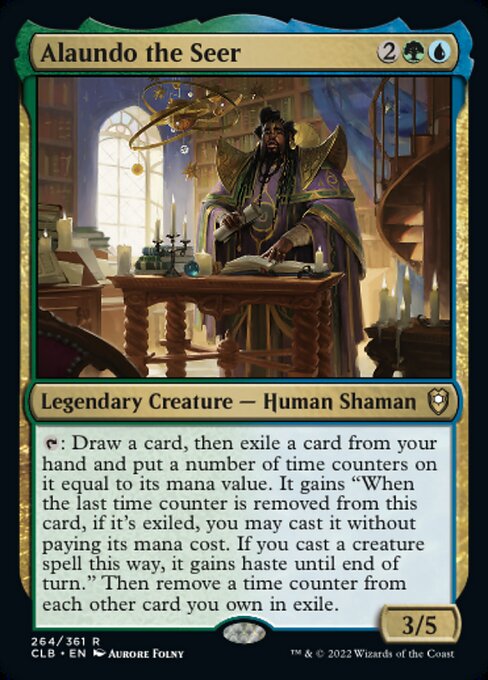 Alaundo the Seer 2
Legendary Creature — Human Shaman
: Draw a card, then exile a card from your
hand and put a number of time counters on
it equal to its mana value. It gains “When
the last time counter is removed from this
card, if it’s exiled, you may cast it without
paying its mana cost. If you cast a creature
spell this way, it gains haste until end of
turn.” Then remove a time counter from
each other card you own in exile.
3/5
264/361 R
CLB • EN Aurore Folny
™ & © 2022 Wizards of the Coast